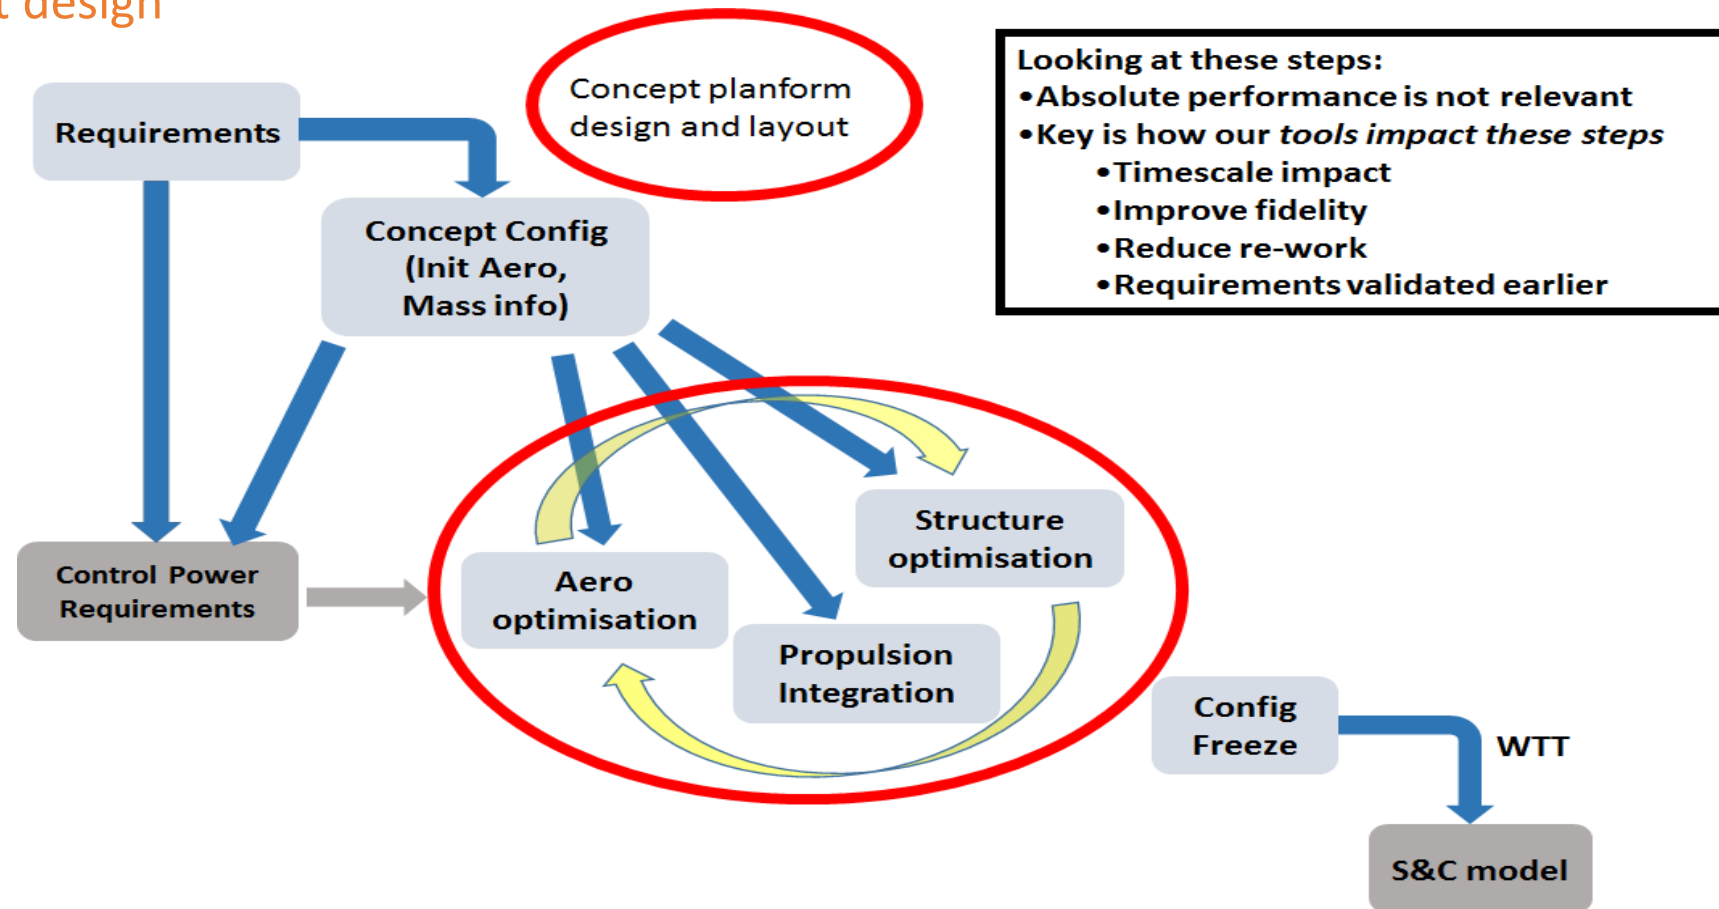 t design
Concept planform
design and layout
Looking at these steps:
•Absolute performance is not relevant
•Key is how our tools impact these steps
•Timescale impact
•Improve fidelity
•Reduce re-work
•Requirements validated earlier
Requirements
Concept Config
(Init Aero,
Mass info)
Control Power
Requirements
Aero
optimisation
Structure
optimisation
Propulsion
Integration
Config
Freeze
WTT
S&C model